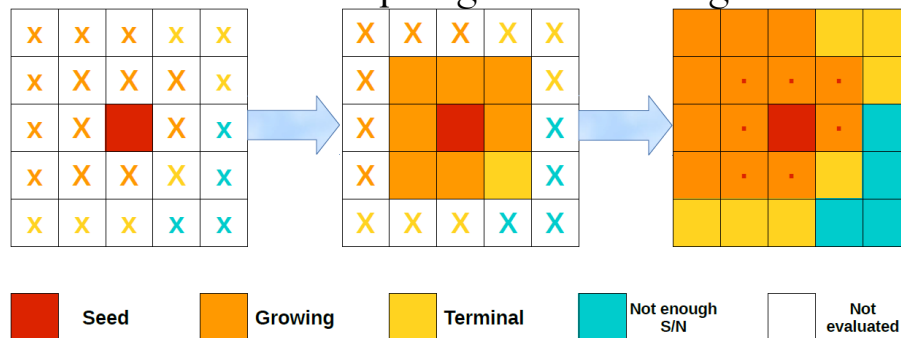 x x x x x
x X X X x
x X X x
x X X X x
x x x x x
X X X X X
X X
X X
X X
X X X X X
Seed
Growing
Terminal
Not enough
S/N
Not
evaluated